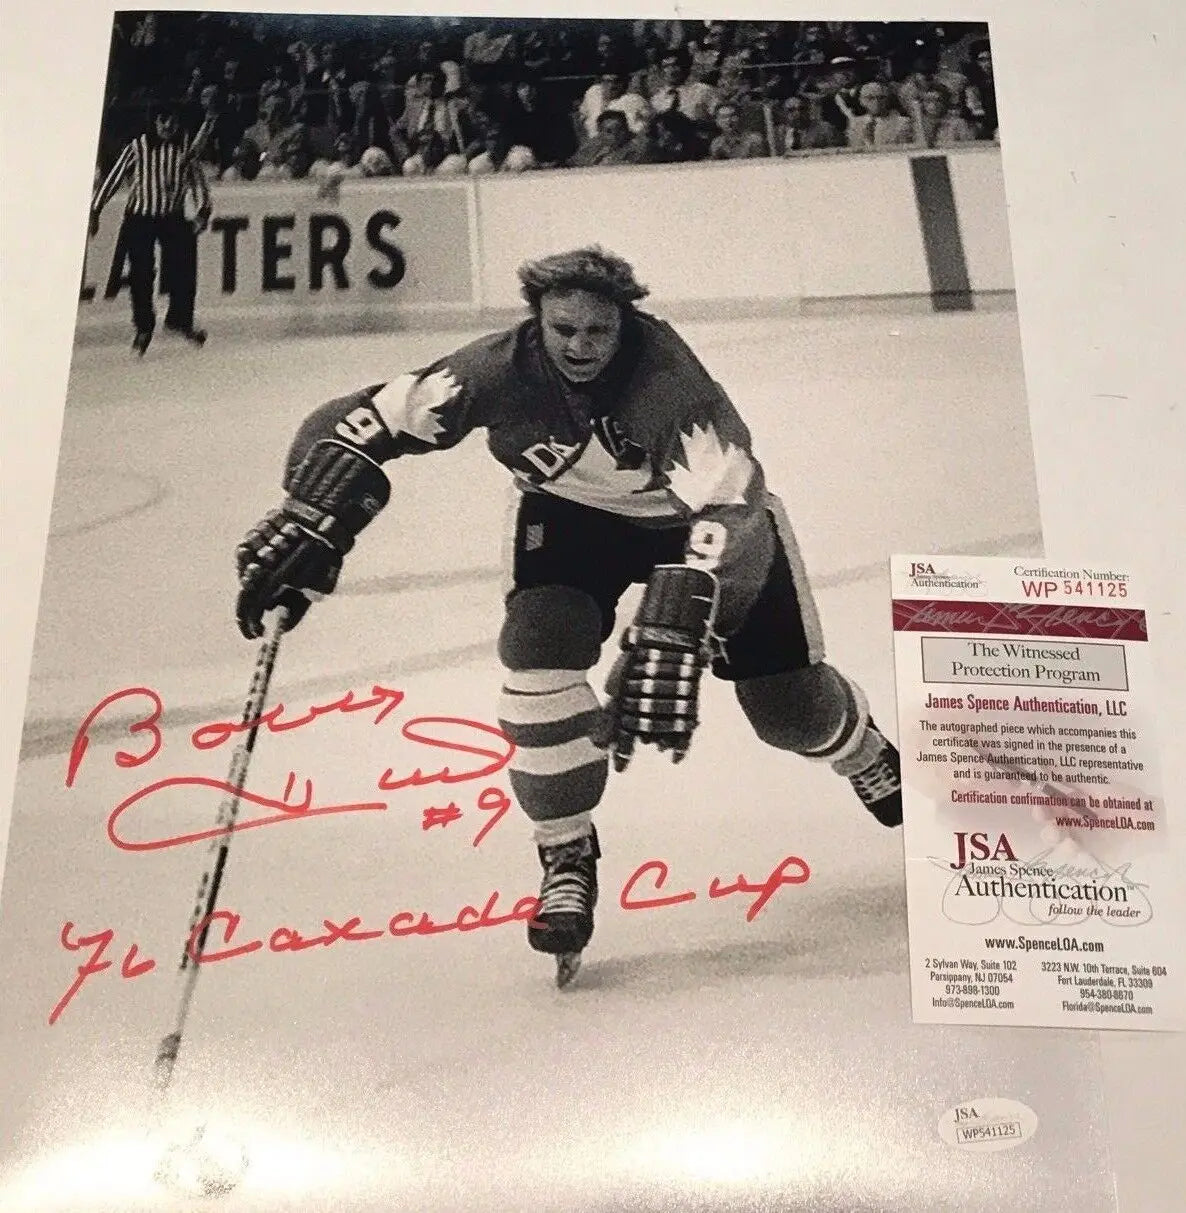 ATTERS
9
DA
9
Bobby
Hull
#9
76 Canada Cup
JSA
James Spence
Authentication
Certification Number:
WP 541125
The Witnessed
Protection Program
James Spence Authentication, LLC
The autographed piece which accompanies this
certificate was signed in the presence of a
James Spence Authentication, LLC representative
and is guaranteed to be authentic.
Certification confirmation can be obtained at
www.SpenceLOA.com
JSA
James Spence
Authentication™
follow the leader
www.SpenceLOA.com
2 Sylvan Way, Suite 102
Parsippany, NJ 07054
973-898-1300
Info@SpenceLOA.com
3223 N.W. 10th Terrace, Suite 604
Fort Lauderdale, FL 33309
954-380-8670
Florida@SpenceLOA.com
JSA
WP541125